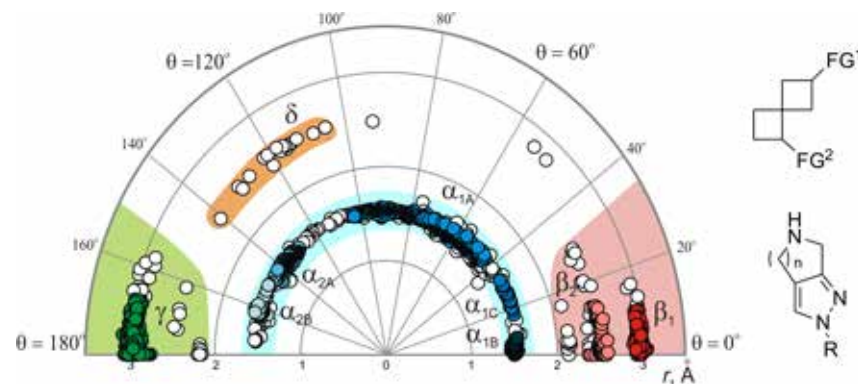 100°
80°
θ = 120°
θ = 60°
δ
140°
40°
α1A
160°
20°
α2A
γ
β2
α2B
α1C
β1
α1B
θ = 180°
θ = 0°
3
2
1
0
1
2
3
r, Å
FG
FG2
H
N
( )n
N
N
R